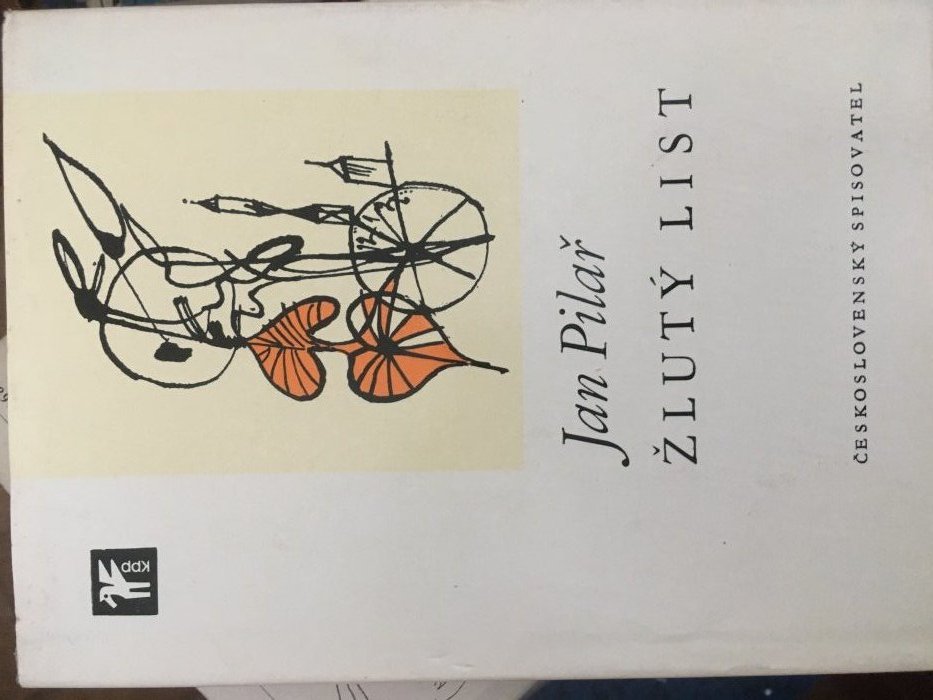 kpp
Jan Pilař
ŽLUTÝ LIST
ČESKOSLOVENSKÝ SPISOVATEL